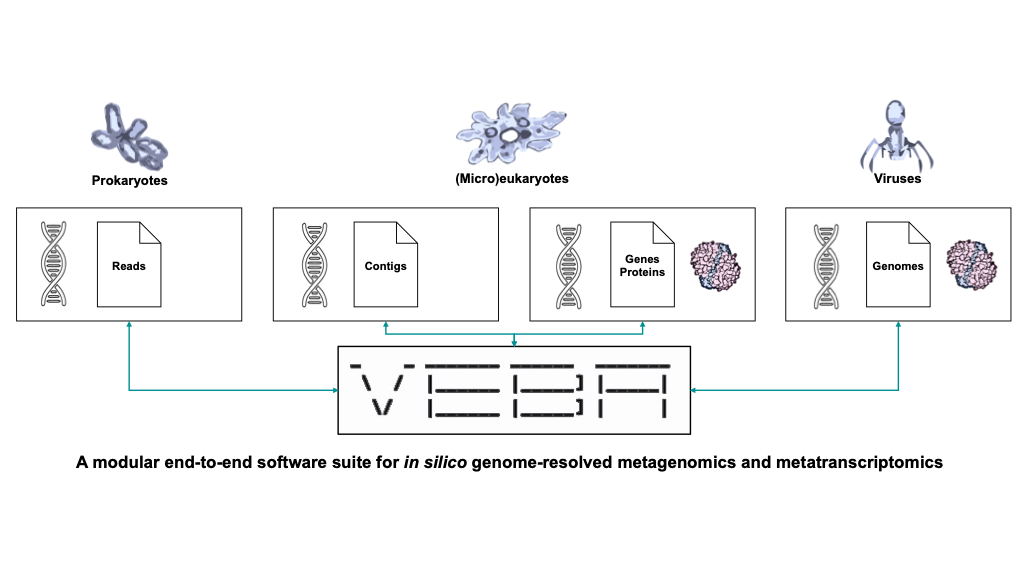 Prokaryotes
(Micro)eukaryotes
Viruses
Reads
Contigs
Genes
Proteins
Genomes
VEBA
A modular end-to-end software suite for in silico genome-resolved metagenomics and metatranscriptomics